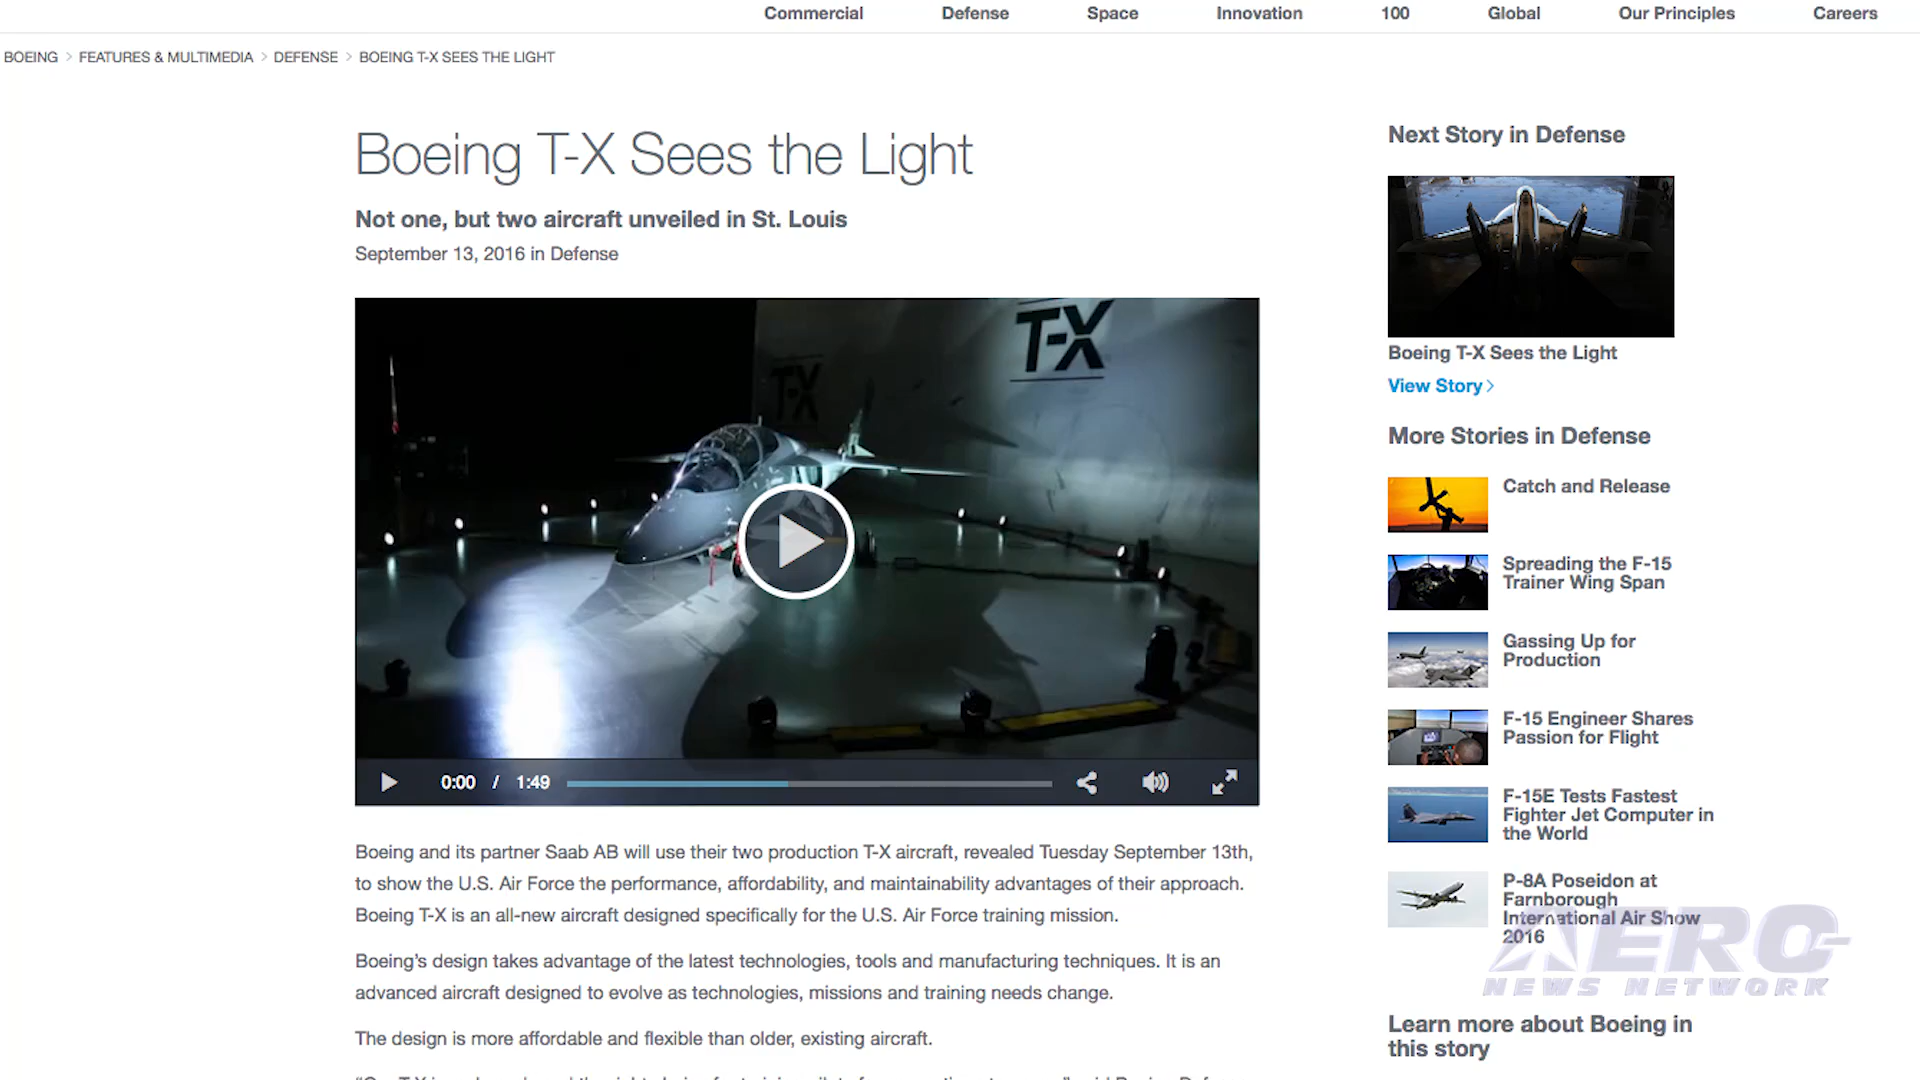 Commercial Defense Space Innovation 100 Global Our Principles Careers
BOEING > FEATURES & MULTIMEDIA > DEFENSE > BOEING T-X SEES THE LIGHT
Boeing T-X Sees the Light
Not one, but two aircraft unveiled in St. Louis
September 13, 2016 in Defense
T-X
T-X
0:00 / 1:49
Boeing and its partner Saab AB will use their two production T-X aircraft, revealed Tuesday September 13th,
to show the U.S. Air Force the performance, affordability, and maintainability advantages of their approach.
Boeing T-X is an all-new aircraft designed specifically for the U.S. Air Force training mission.
Boeing’s design takes advantage of the latest technologies, tools and manufacturing techniques. It is an
advanced aircraft designed to evolve as technologies, missions and training needs change.
The design is more affordable and flexible than older, existing aircraft.
Next Story in Defense
Boeing T-X Sees the Light
View Story >
More Stories in Defense
Catch and Release
Spreading the F-15
Trainer Wing Span
Gassing Up for
Production
F-15 Engineer Shares
Passion for Flight
F-15E Tests Fastest
Fighter Jet Computer in
the World
P-8A Poseidon at
Farnborough
International Air Show
2016
AERO-
NEWS NETWORK
Learn more about Boeing in
this story